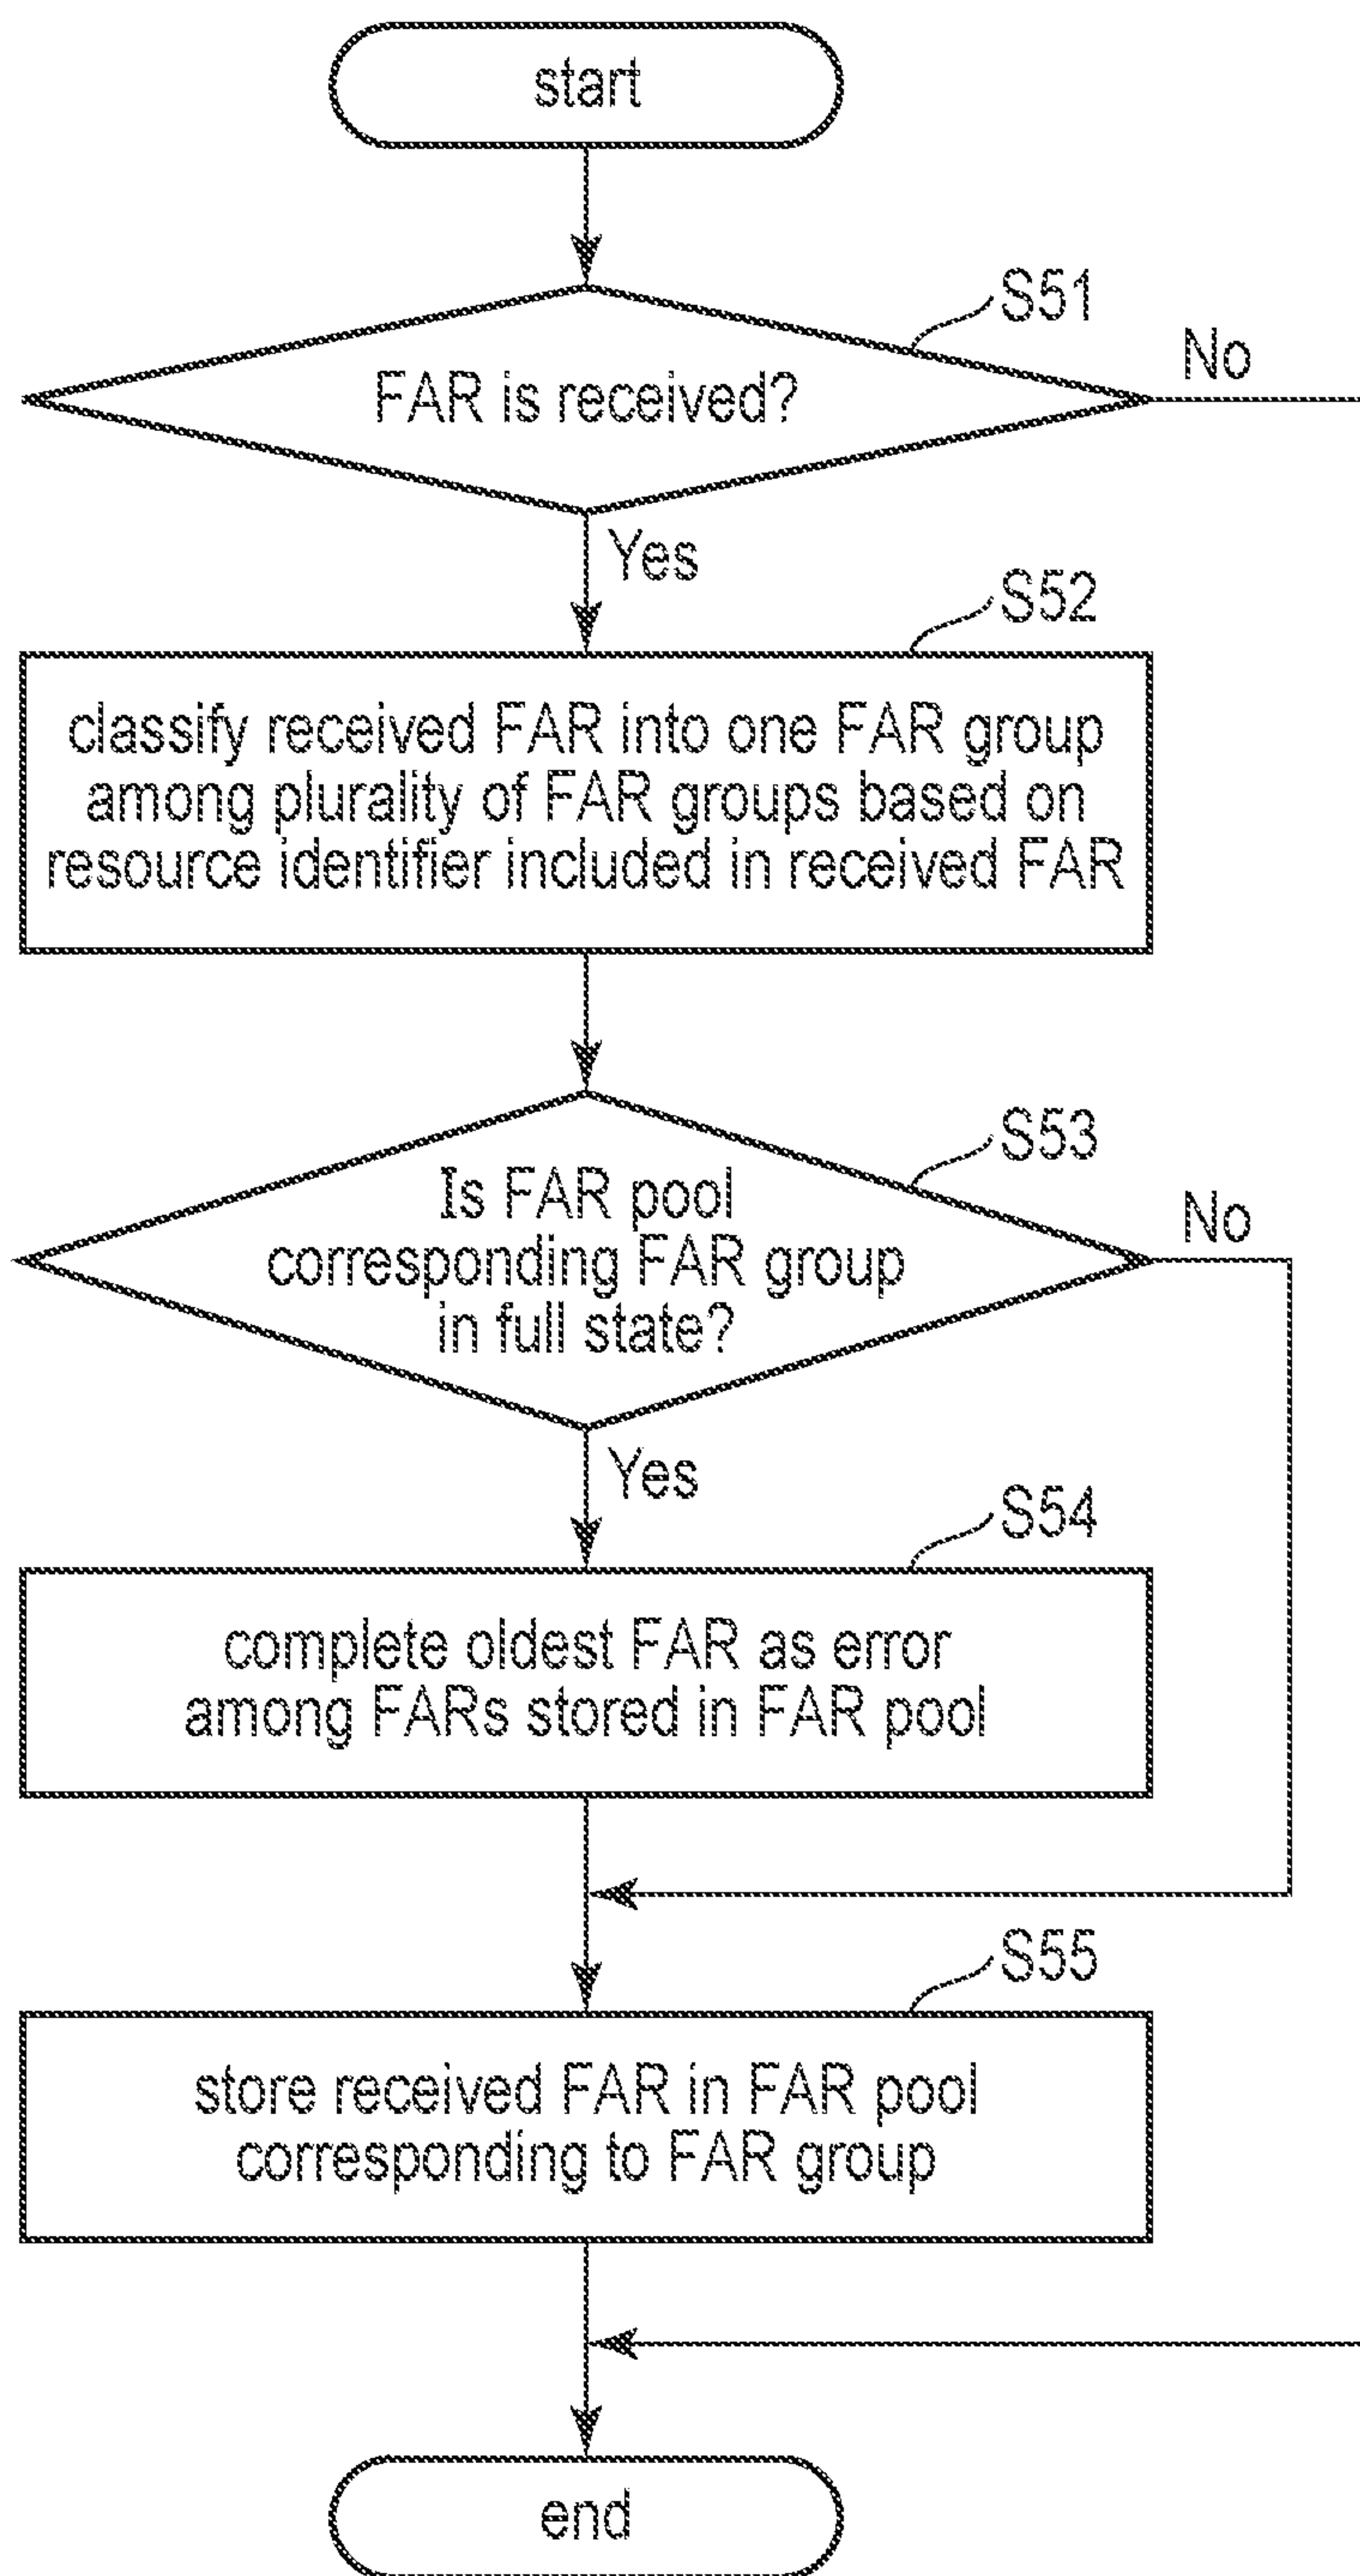 start
S51
No
FAR is received?
Yes
S52
classify received FAR into one FAR group
among plurality of FAR groups based on
resource identifier included in received FAR
S53
No
Is FAR pool
corresponding FAR group
in full state?
Yes
S54
complete oldest FAR as error
among FARs stored in FAR pool
S55
store received FAR in FAR pool
corresponding to FAR group
end